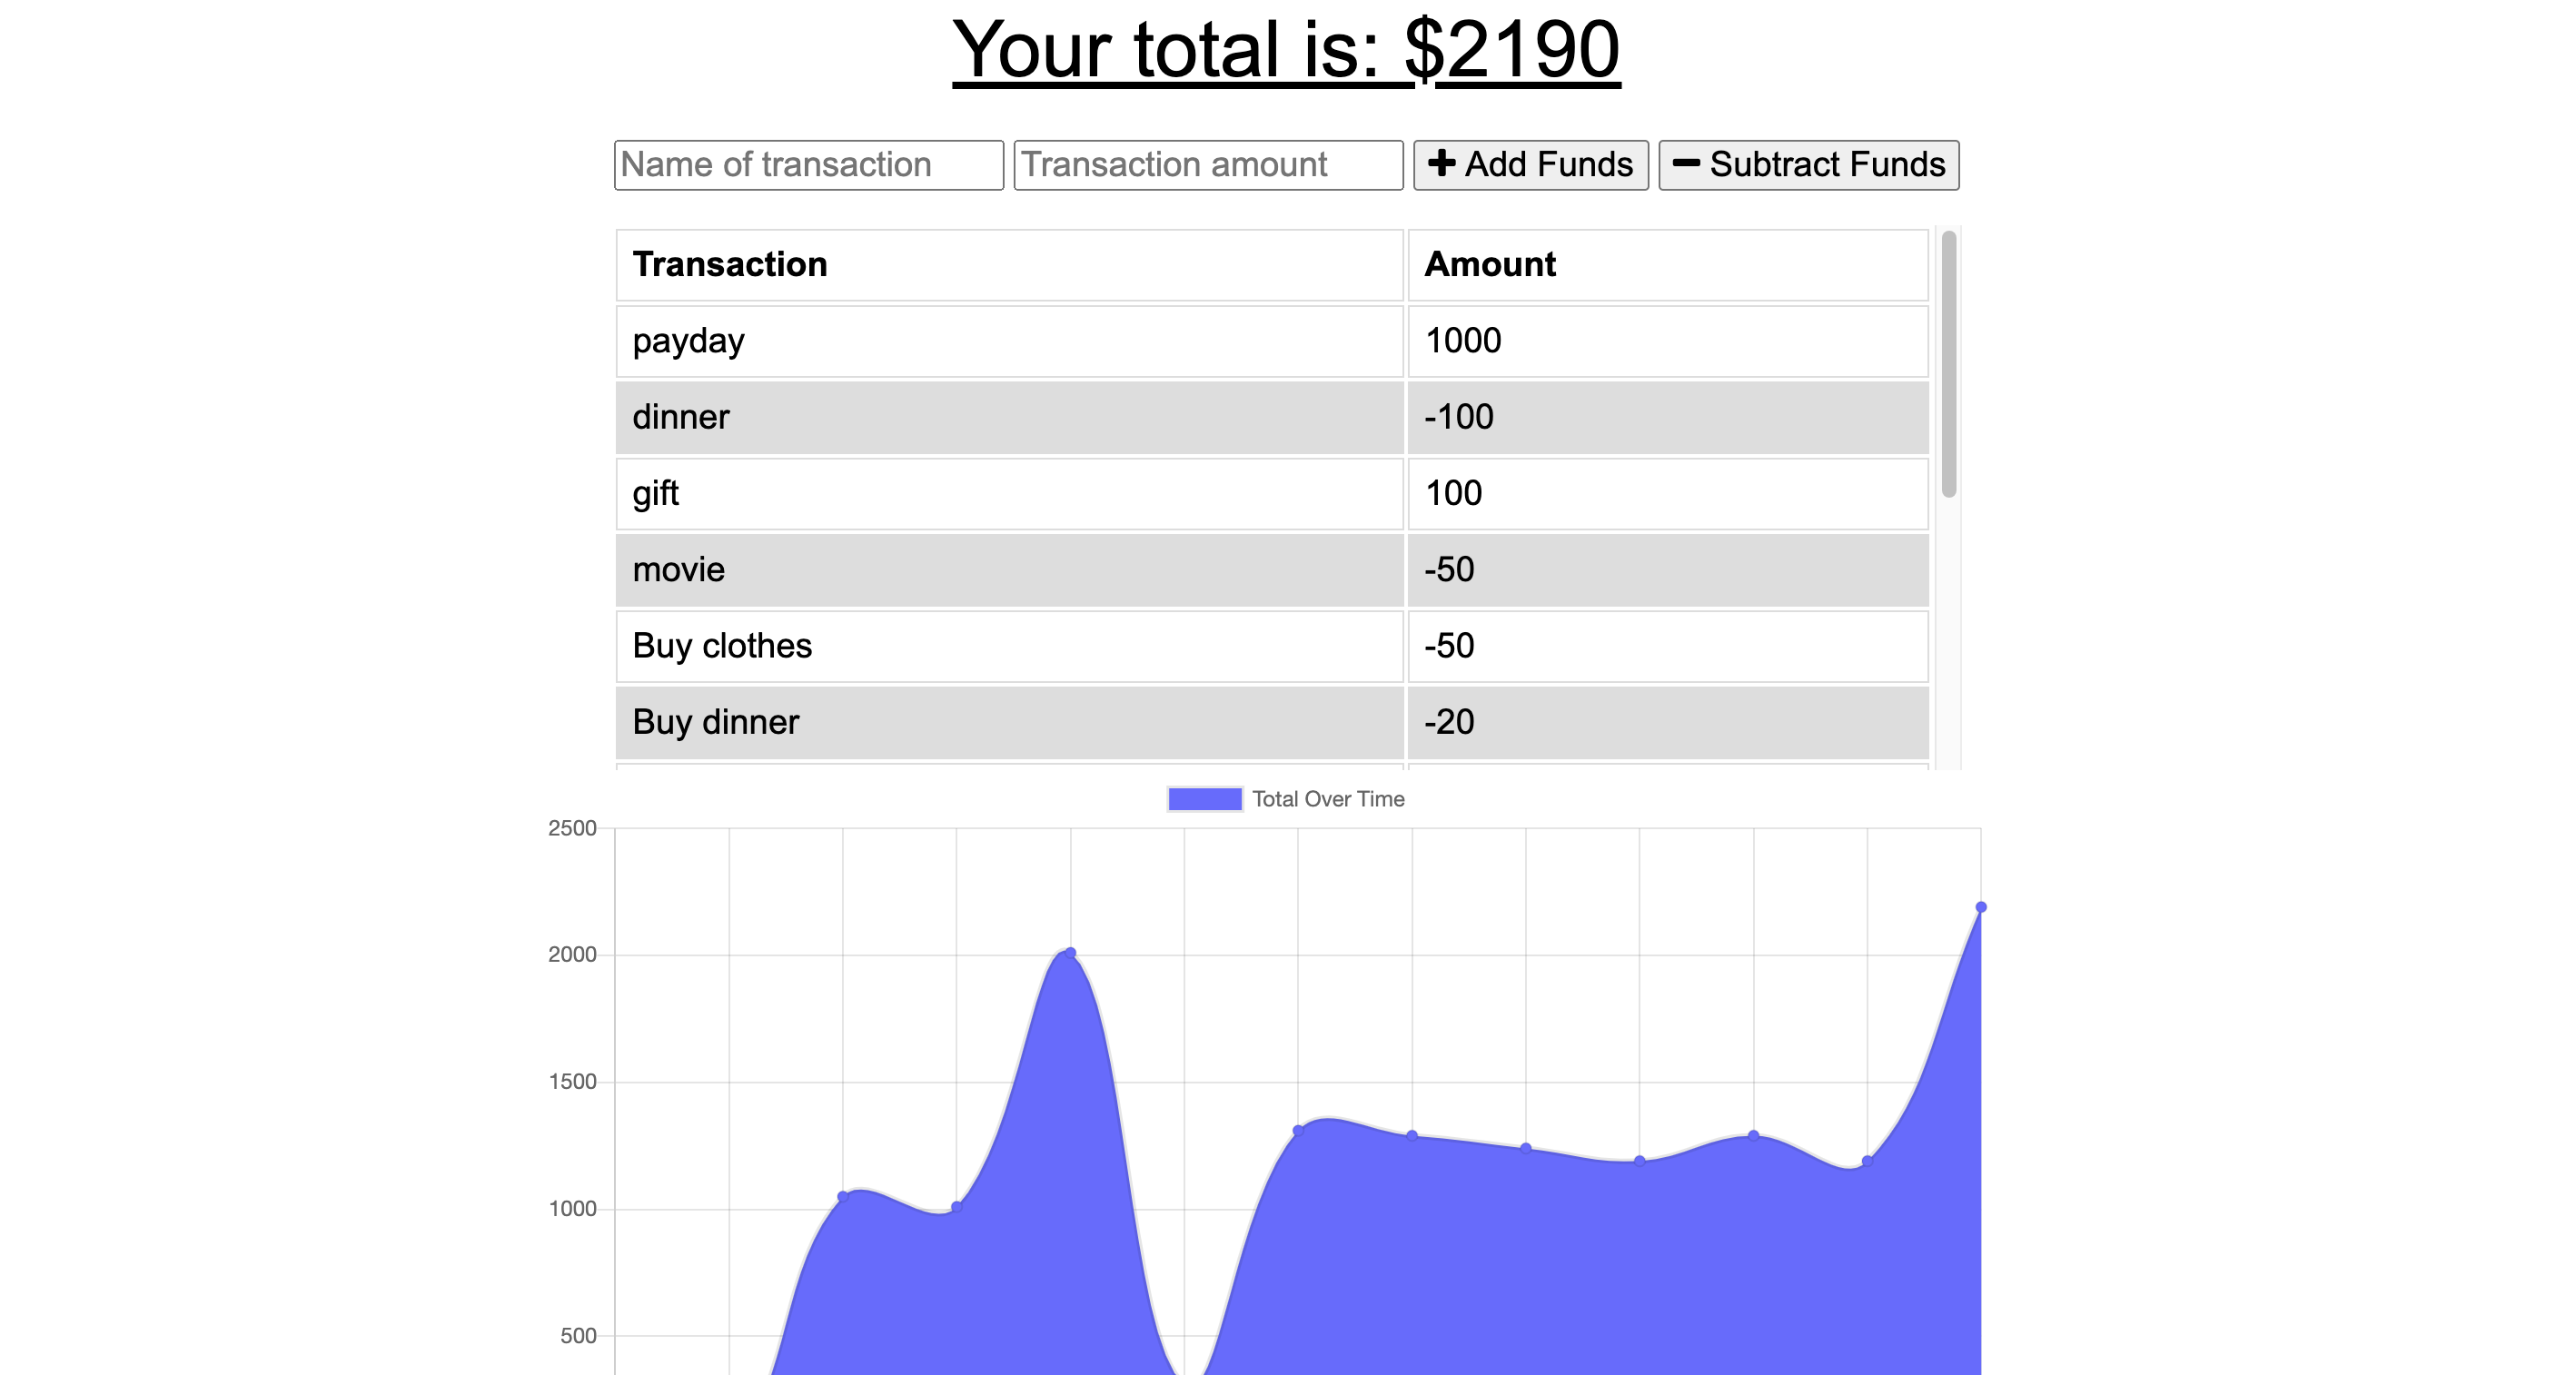 Your total is: $2190
Name of transaction Transaction amount Add Funds Subtract Funds
Transaction Amount
payday 1000
dinner -100
gift 100
movie -50
Buy clothes -50
Buy dinner -20
Total Over Time
2500
2000
1500
1000
500